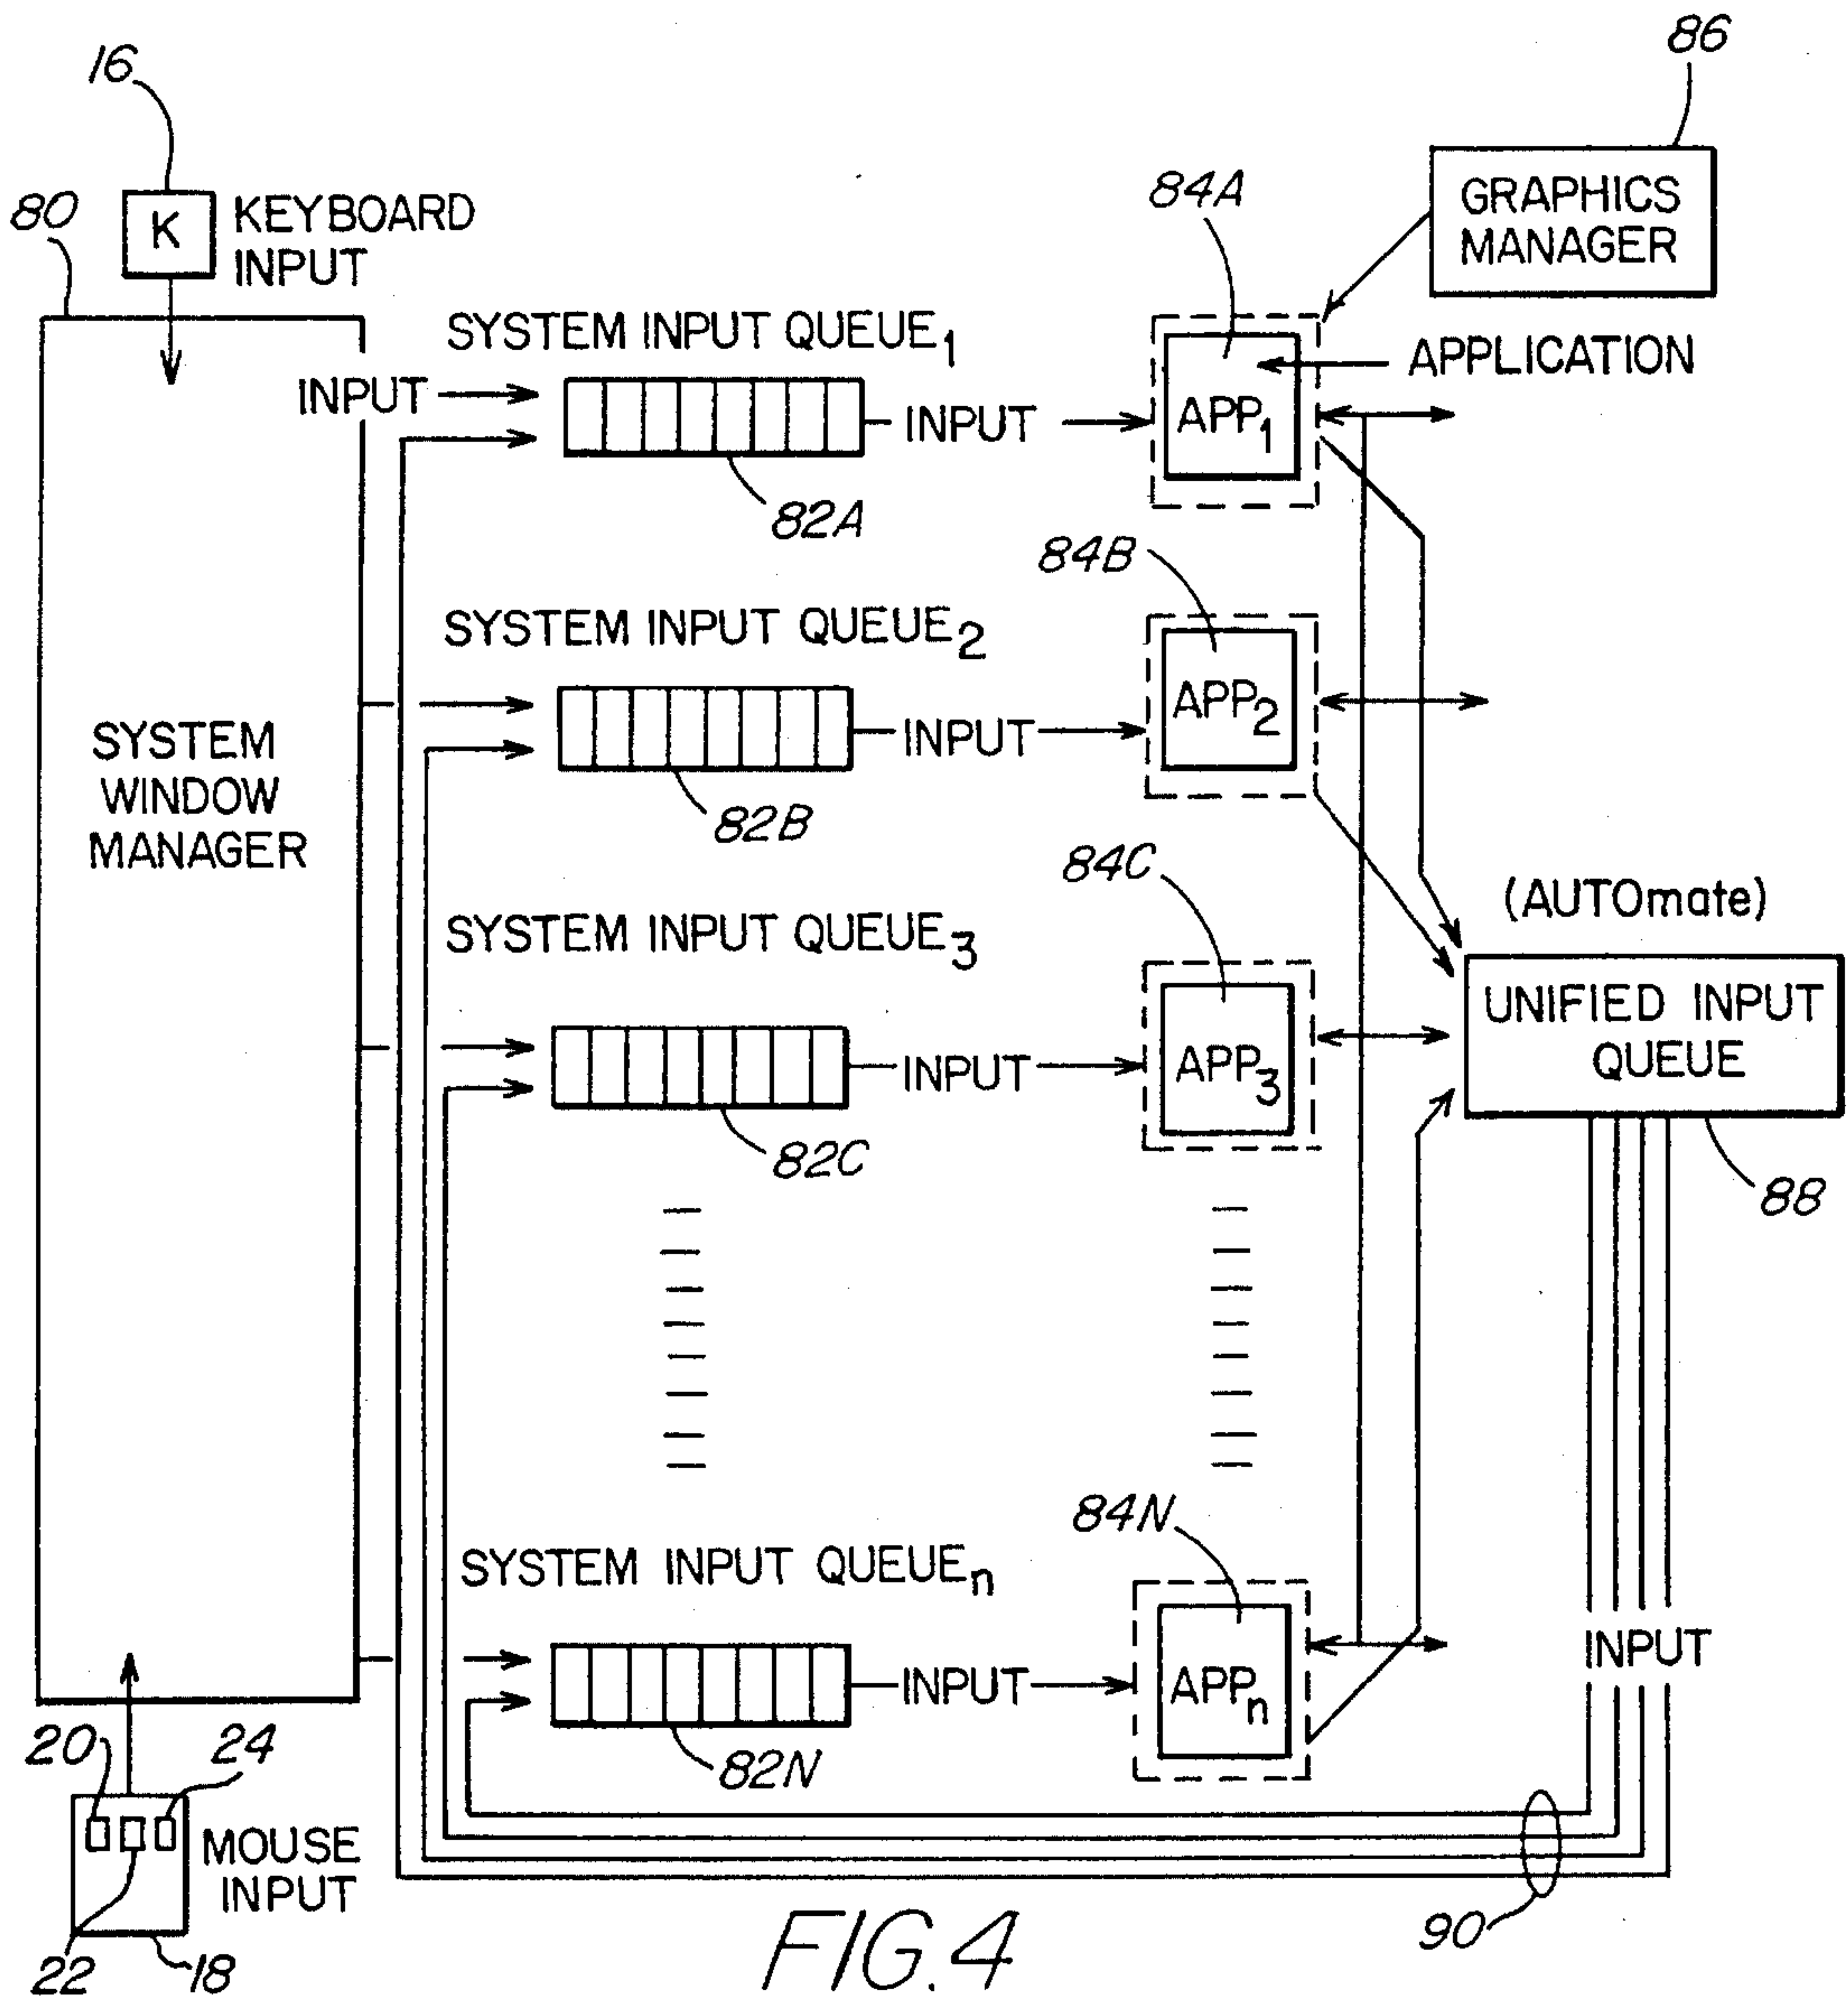 86
16
84A
GRAPHICS
MANAGER
80
K
KEYBOARD
INPUT
SYSTEM INPUT QUEUE1
APPLICATION
INPUT
INPUT
APP1
82A
84B
SYSTEM INPUT QUEUE2
APP2
INPUT
SYSTEM
WINDOW
MANAGER
82B
84C
(AUTOmate)
SYSTEM INPUT QUEUE3
UNIFIED INPUT
QUEUE
INPUT
APP3
82C
88
84N
SYSTEM INPUT QUEUEn
INPUT
INPUT
APPn
20
24
82N
MOUSE
INPUT
90
22
18
FIG.4